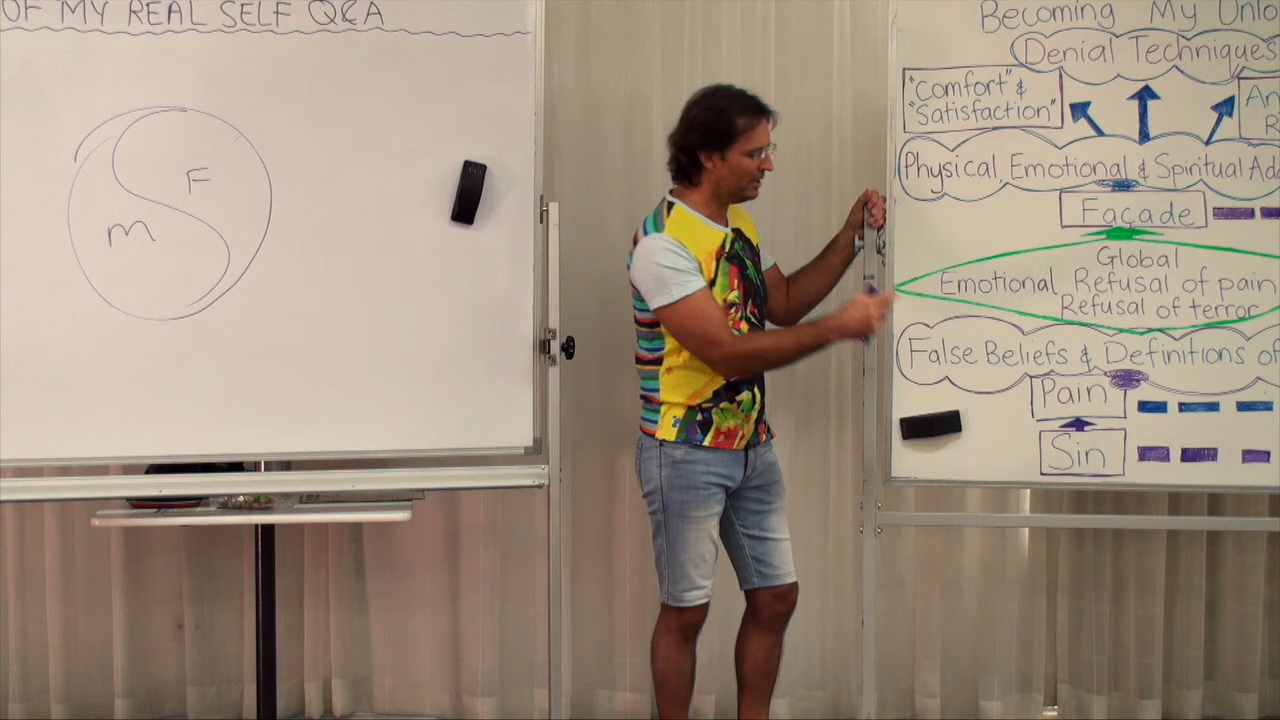 OF MY REAL SELF Q&A
F
M
Becoming My Unlo
Denial Techniques
"Comfort" &
"Satisfaction"
An
R
Physical, Emotional & Spiritual Add
Façade
Global
Emotional Refusal of pain
Refusal of terror
False Beliefs & Definitions of
Pain
Sin